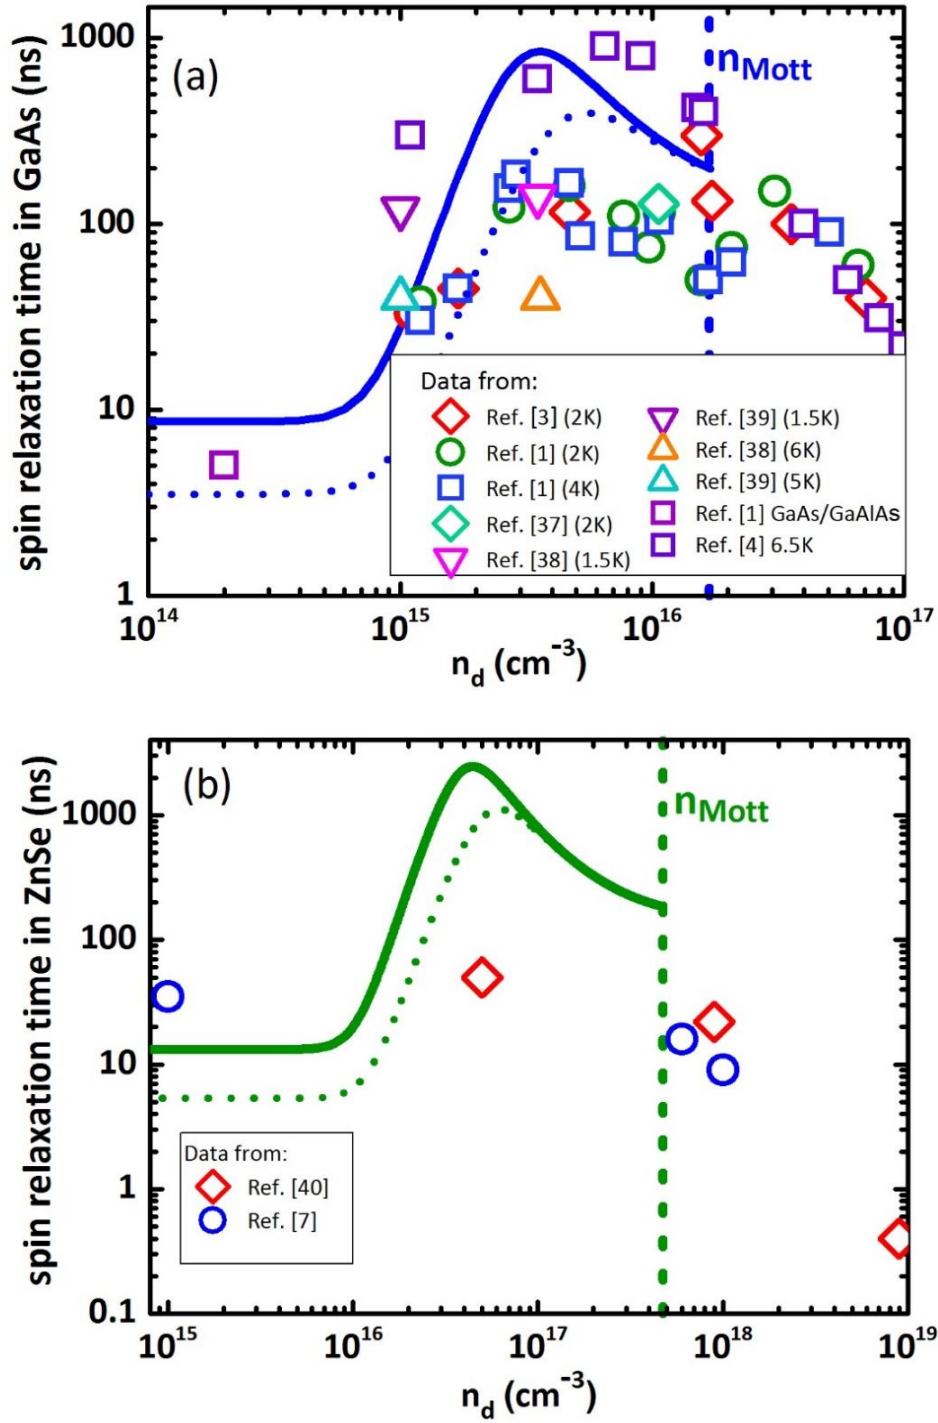 spin relaxation time in GaAs (ns)
1000
100
10
1
(a)
n_Mott
Data from:
Ref. [3] (2K)
Ref. [1] (2K)
Ref. [1] (4K)
Ref. [37] (2K)
Ref. [38] (1.5K)
Ref. [39] (1.5K)
Ref. [38] (6K)
Ref. [39] (5K)
Ref. [1] GaAs/GaAlAs
Ref. [4] 6.5K
10^14 10^15 10^16 10^17
n_d (cm^-3)
spin relaxation time in ZnSe (ns)
1000
100
10
1
0.1
(b)
n_Mott
Data from:
Ref. [40]
Ref. [7]
10^15 10^16 10^17 10^18 10^19
n_d (cm^-3)